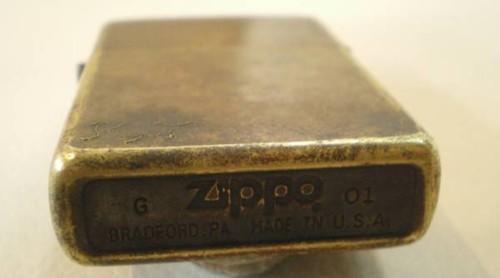 G Zippo 01
BRADFORD.PA. MADE IN U.S.A.